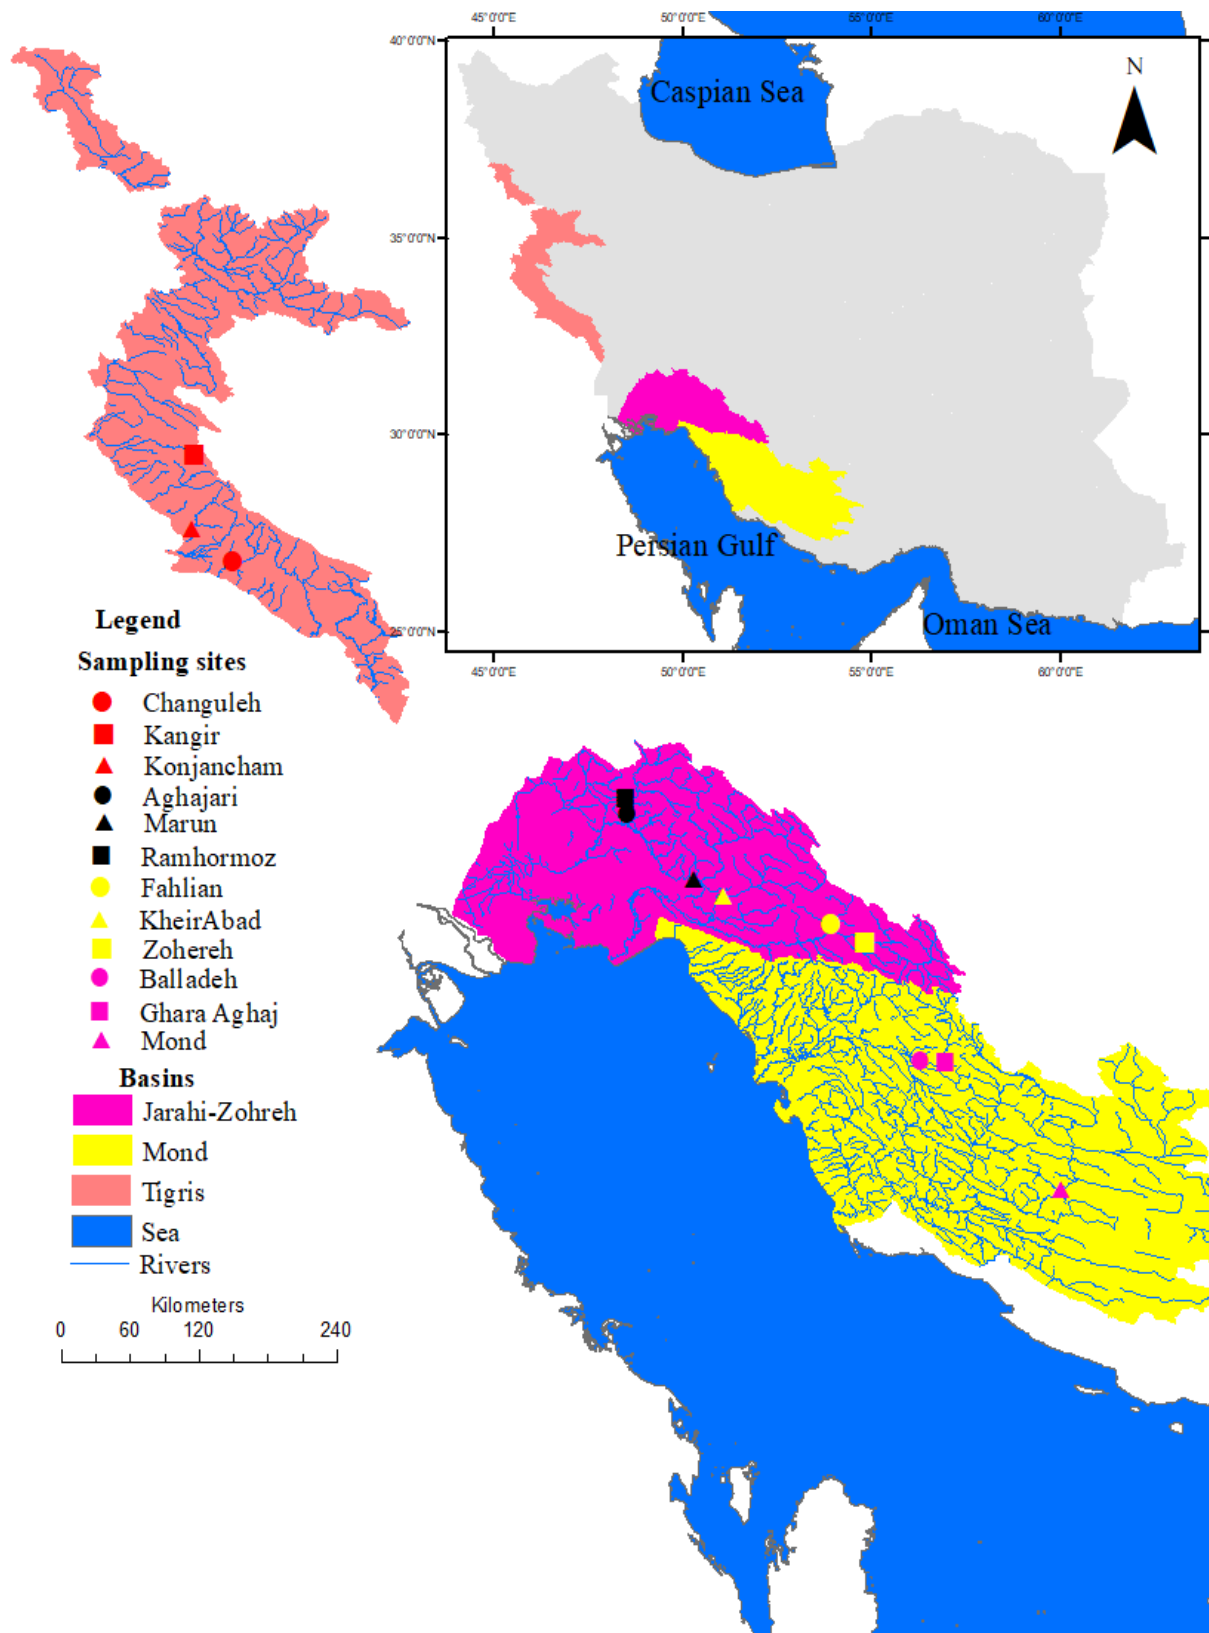 45°0'0"E
50°0'0"E
55°0'0"E
60°0'0"E
40°0'0"N
Caspian Sea
N
35°0'0"N
30°0'0"N
Persian Gulf
Oman Sea
25°0'0"N
45°0'0"E
50°0'0"E
55°0'0"E
60°0'0"E
Legend
Sampling sites
Changuleh
Kangir
Konjancham
Aghajari
Marun
Ramhormoz
Fahlian
KheirAbad
Zohereh
Balladeh
Ghara Aghaj
Mond
Basins
Jarahi-Zohreh
Mond
Tigris
Sea
Rivers
Kilometers
0 60 120 240